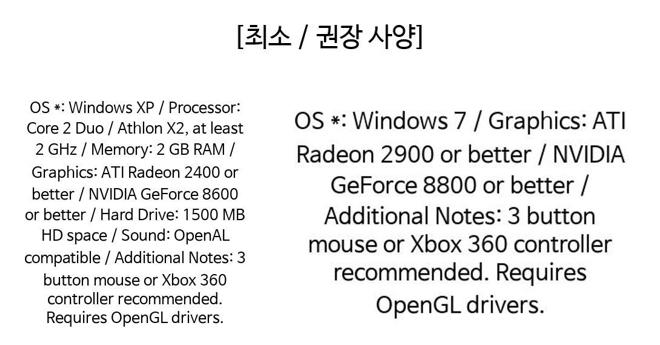 [최소 / 권장 사양]
OS *: Windows XP / Processor:
Core 2 Duo / Athlon X2, at least
2 GHz / Memory: 2 GB RAM /
Graphics: ATI Radeon 2400 or
better / NVIDIA GeForce 8600
or better / Hard Drive: 1500 MB
HD space / Sound: OpenAL
compatible / Additional Notes: 3
button mouse or Xbox 360
controller recommended.
Requires OpenGL drivers.
OS *: Windows 7 / Graphics: ATI
Radeon 2900 or better / NVIDIA
GeForce 8800 or better /
Additional Notes: 3 button
mouse or Xbox 360 controller
recommended. Requires
OpenGL drivers.